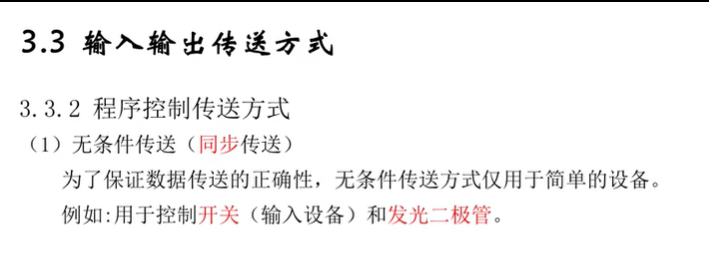 3.3 输入输出传送方式
3.3.2 程序控制传送方式
（1）无条件传送（同步传送）
为了保证数据传送的正确性，无条件传送方式仅用于简单的设备。
例如:用于控制开关（输入设备）和发光二极管。